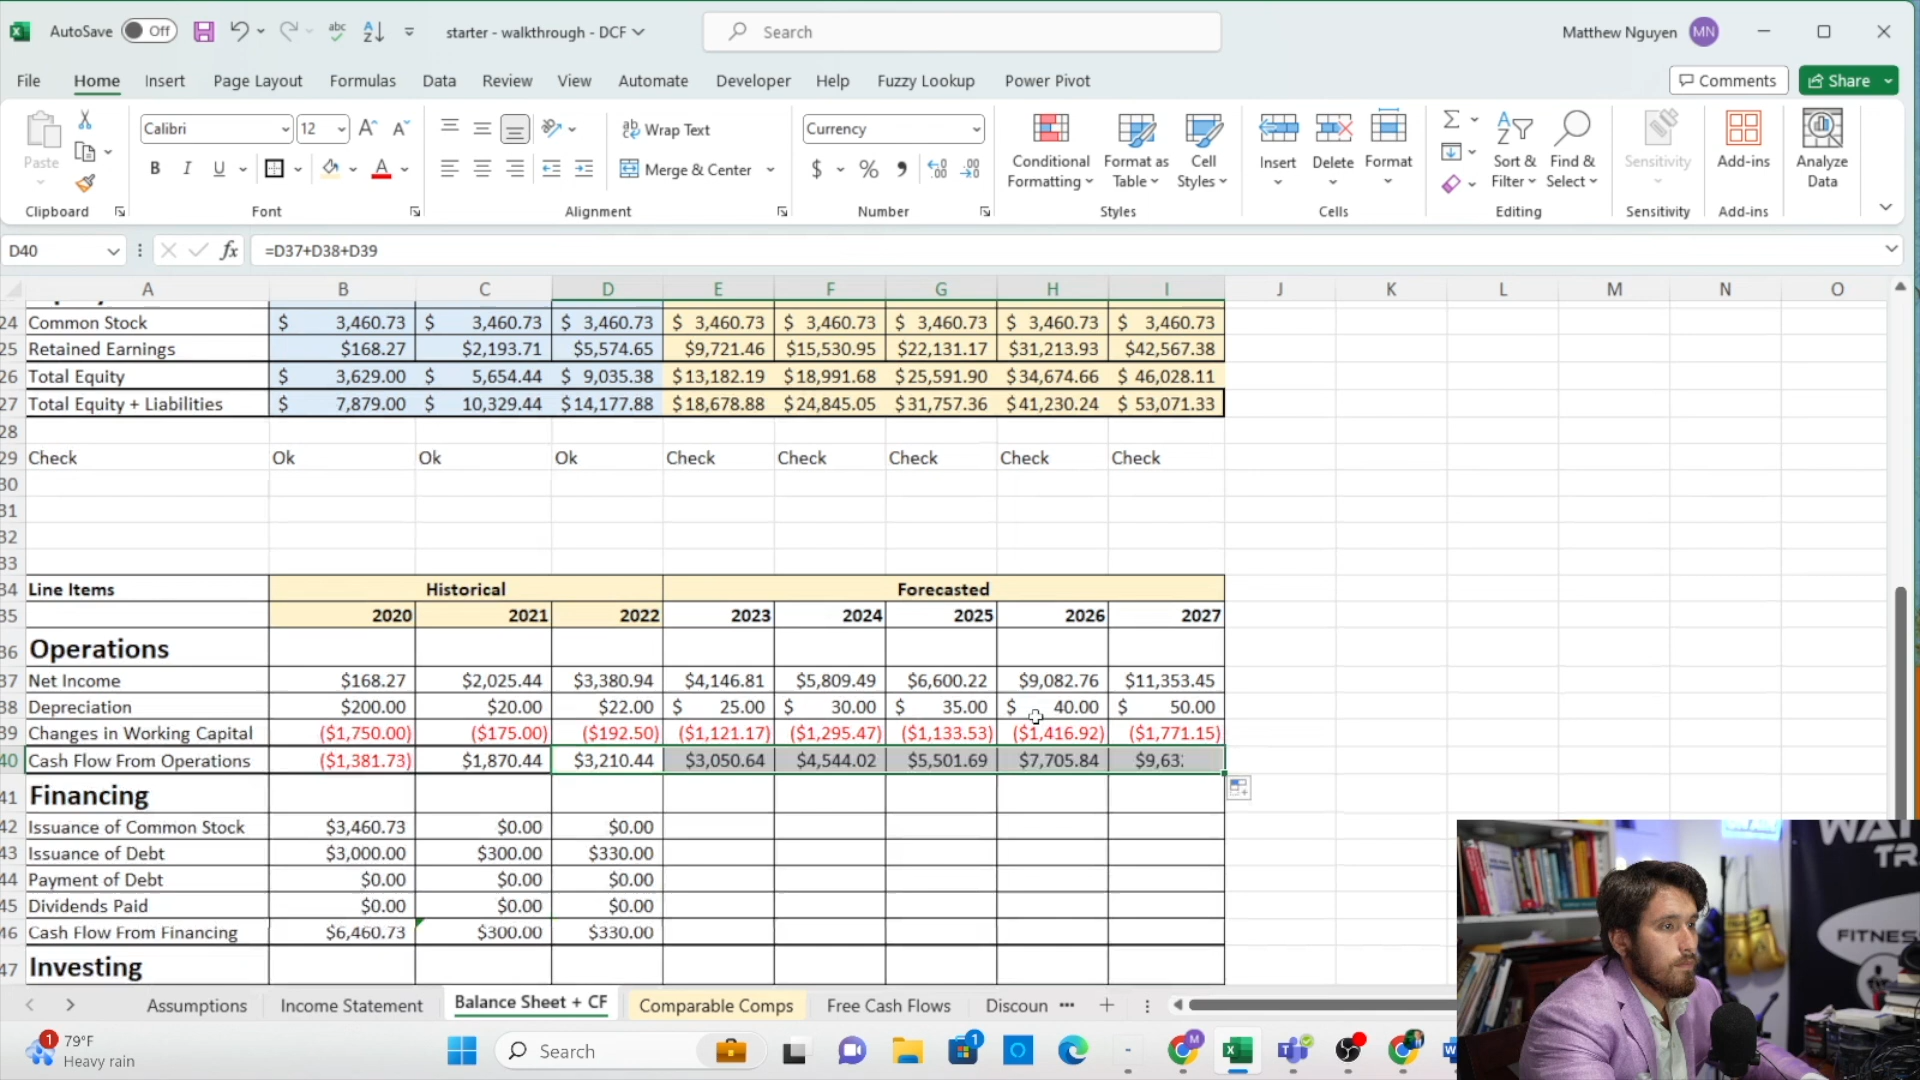 AutoSave Off abc starter - walkthrough - DCF Search Matthew Nguyen MN
File Home Insert Page Layout Formulas Data Review View Automate Developer Help Fuzzy Lookup Power Pivot Comments Share
Paste Calibri 12 Wrap Text Merge & Center Currency Conditional Formatting Format as Table Cell Styles Insert Delete Format Sort & Filter Find & Select Sensitivity Add-ins Analyze Data
Clipboard Font Alignment Number Styles Cells Editing Sensitivity Add-ins
D40 fx =D37+D38+D39
A B C D E F G H I J K L M N O
24 Common Stock $ 3,460.73 $ 3,460.73 $ 3,460.73 $ 3,460.73 $ 3,460.73 $ 3,460.73 $ 3,460.73 $ 3,460.73
25 Retained Earnings $168.27 $2,193.71 $5,574.65 $9,721.46 $15,530.95 $22,131.17 $31,213.93 $42,567.38
26 Total Equity $ 3,629.00 $ 5,654.44 $ 9,035.38 $13,182.19 $18,991.68 $25,591.90 $34,674.66 $ 46,028.11
27 Total Equity + Liabilities $ 7,879.00 $ 10,329.44 $14,177.88 $18,678.88 $24,845.05 $31,757.36 $41,230.24 $ 53,071.33
28
29 Check Ok Ok Ok Check Check Check Check Check
30
31
32
33
34 Line Items Historical Forecasted
35 2020 2021 2022 2023 2024 2025 2026 2027
36 Operations
37 Net Income $168.27 $2,025.44 $3,380.94 $4,146.81 $5,809.49 $6,600.22 $9,082.76 $11,353.45
38 Depreciation $200.00 $20.00 $22.00 $ 25.00 $ 30.00 $ 35.00 $ 40.00 $ 50.00
39 Changes in Working Capital ($1,750.00) ($175.00) ($192.50) ($1,121.17) ($1,295.47) ($1,133.53) ($1,416.92) ($1,771.15)
40 Cash Flow From Operations ($1,381.73) $1,870.44 $3,210.44 $3,050.64 $4,544.02 $5,501.69 $7,705.84
41 Financing
42 Issuance of Common Stock $3,460.73 $0.00 $0.00
43 Issuance of Debt $3,000.00 $300.00 $330.00
44 Payment of Debt $0.00 $0.00 $0.00
45 Dividends Paid $0.00 $0.00 $0.00
46 Cash Flow From Financing $6,460.73 $300.00 $330.00
47 Investing
Assumptions Income Statement Balance Sheet + CF Comparable Comps Free Cash Flows Discoun
FITNESS
1 79°F
Heavy rain
Search
1
M